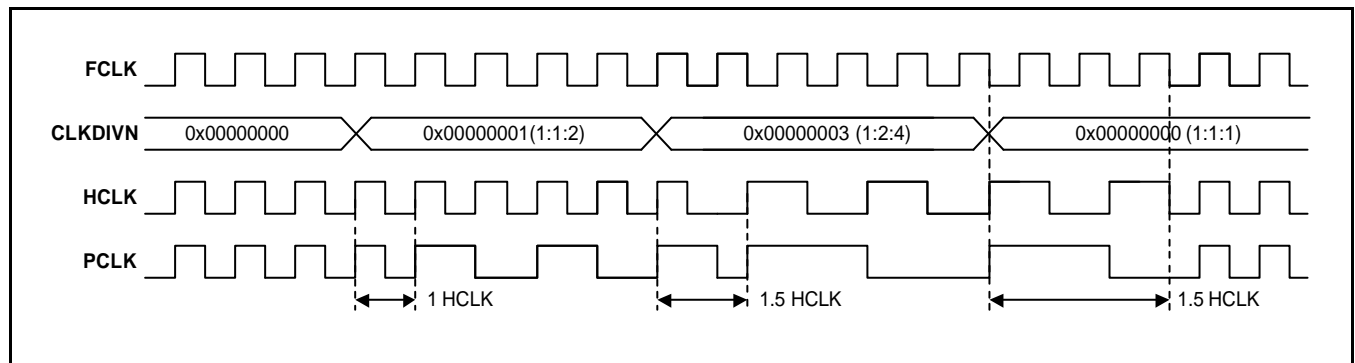 FCLK
CLKDIVN 0x00000000 0x00000001(1:1:2) 0x00000003 (1:2:4) 0x00000000 (1:1:1)
HCLK
PCLK
1 HCLK 1.5 HCLK 1.5 HCLK